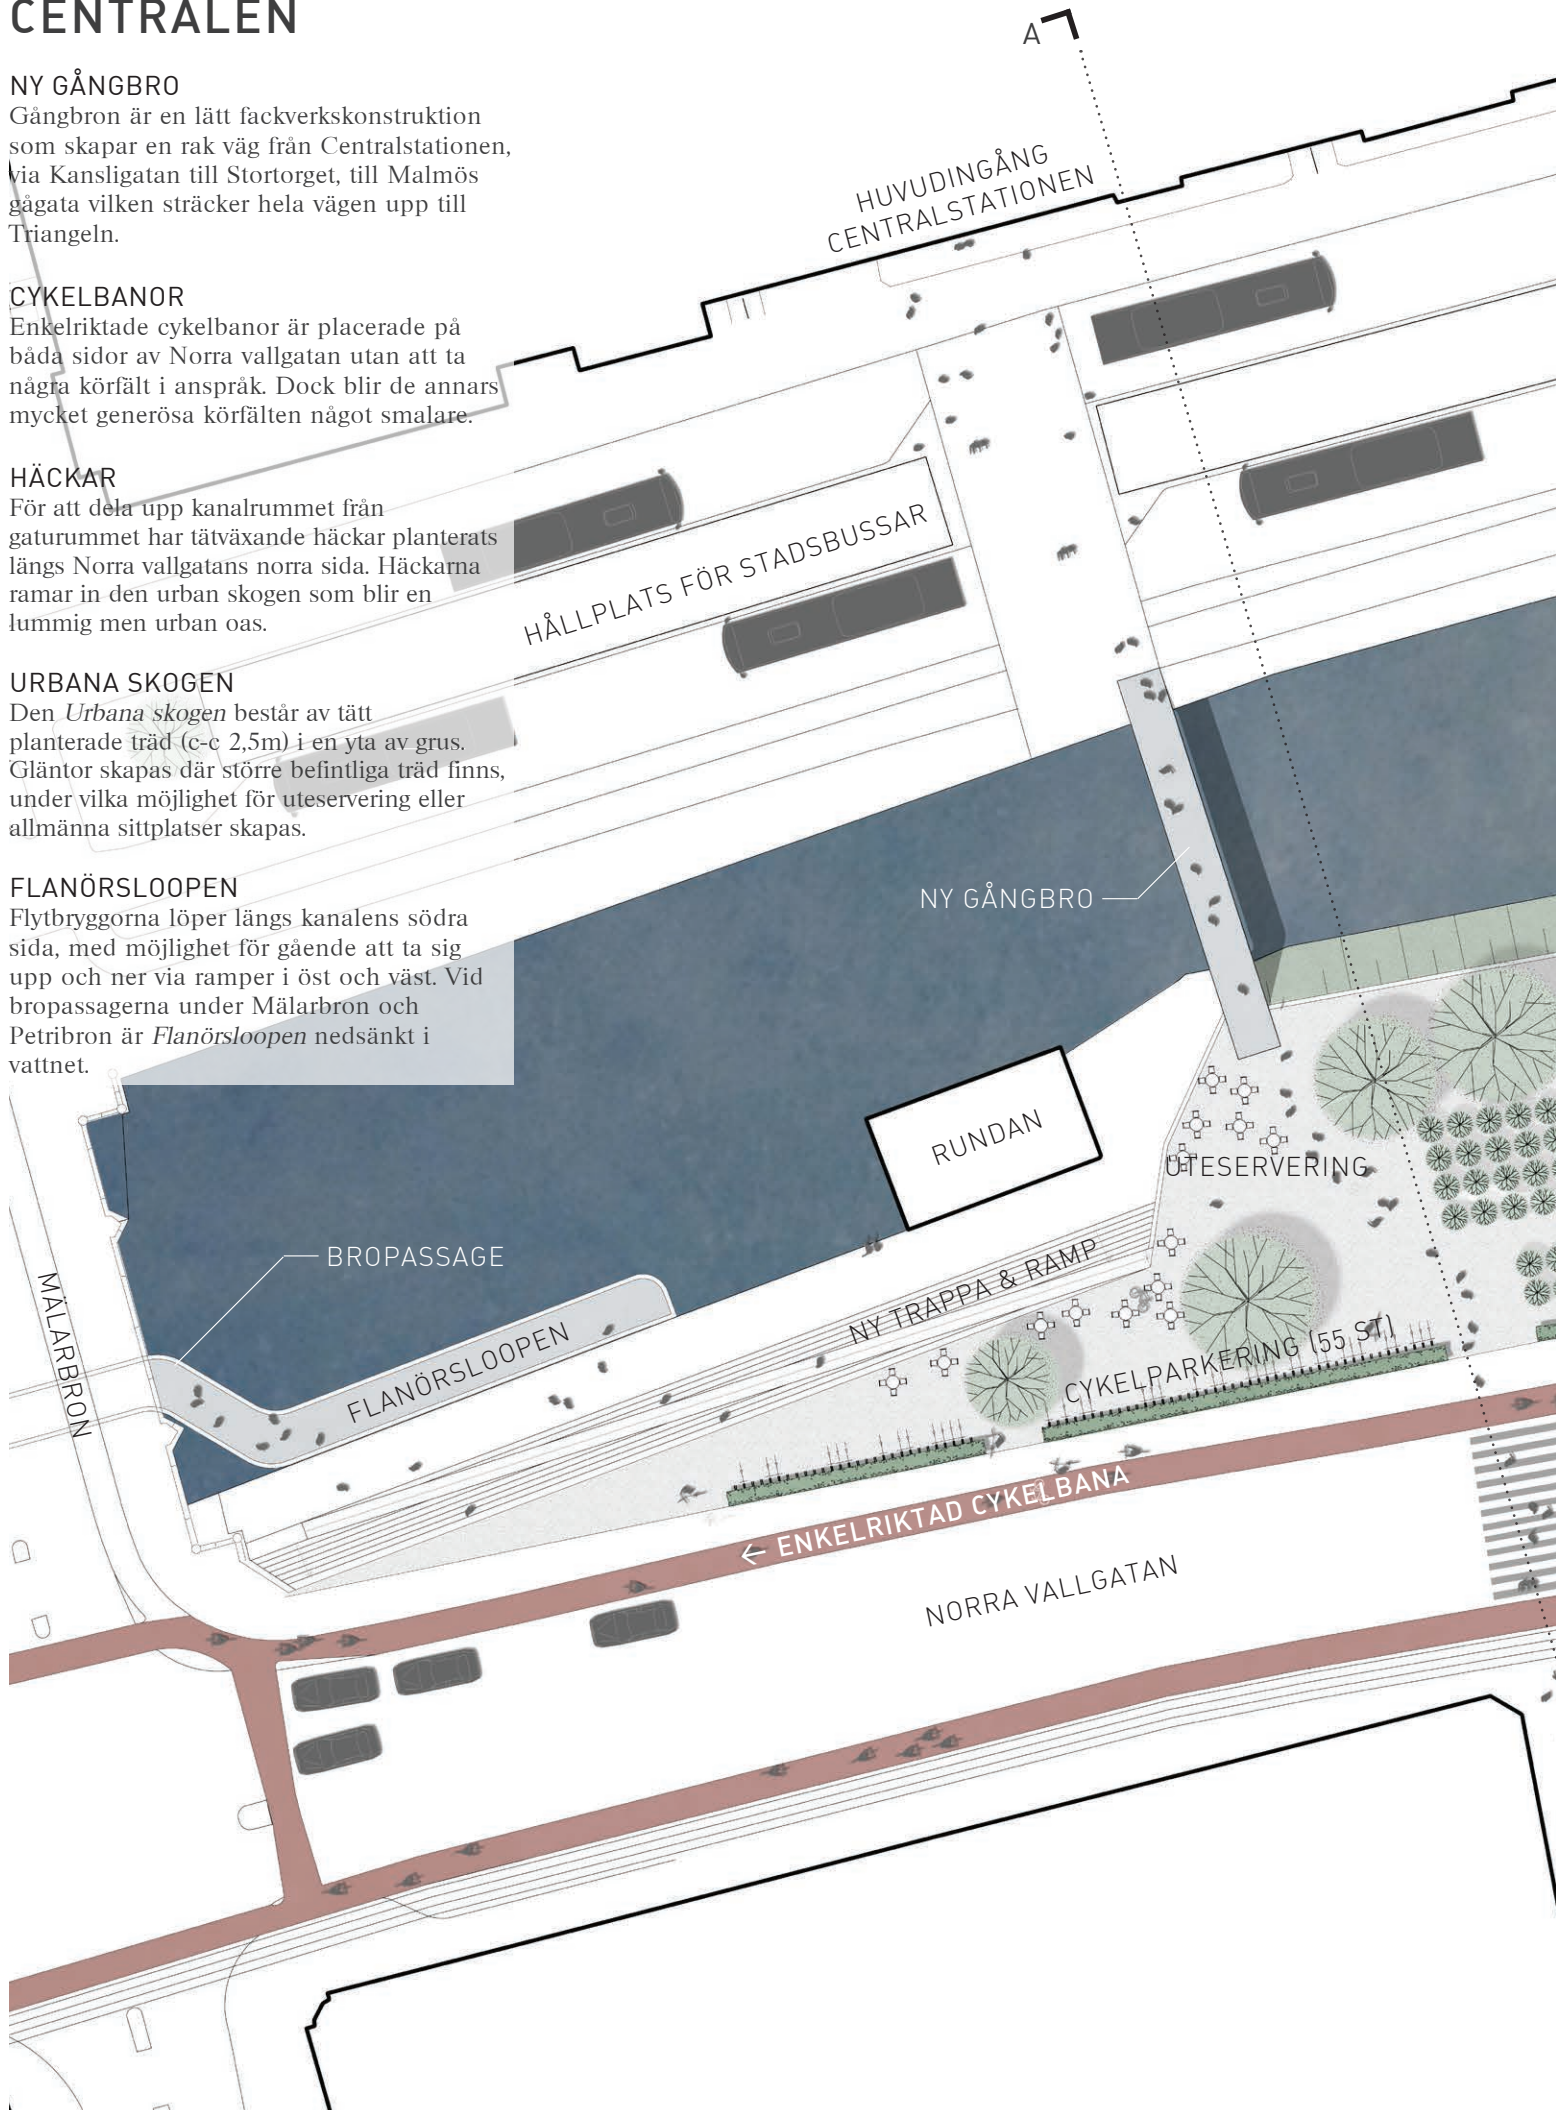 CENTRALEN
NY GÅNGBRO
Gångbron är en lätt fackverkskonstruktion
som skapar en rak väg från Centralstationen,
via Kansligatan till Stortorget, till Malmös
gågata vilken sträcker hela vägen upp till
Triangeln.
CYKELBANOR
Enkelriktade cykelbanor är placerade på
båda sidor av Norra vallgatan utan att ta
några körfält i anspråk. Dock blir de annars
mycket generösa körfälten något smalare.
HÄCKAR
För att dela upp kanalrummet från
gaturummet har tätväxande häckar planterats
längs Norra vallgatans norra sida. Häckarna
ramar in den urban skogen som blir en
lummig men urban oas.
URBANA SKOGEN
Den Urbana skogen består av tätt
planterade träd (c-c 2,5m) i en yta av grus.
Gläntor skapas där större befintliga träd finns,
under vilka möjlighet för uteservering eller
allmänna sittplatser skapas.
FLANÖRSLOOPEN
Flytbryggorna löper längs kanalens södra
sida, med möjlighet för gående att ta sig
upp och ner via ramper i öst och väst. Vid
bropassagerna under Mälarbron och
Petribron är Flanörsloopen nedsänkt i
vattnet.
A
HUVUDINGÅNG
CENTRALSTATIONEN
HÅLLPLATS FÖR STADSBUSSAR
NY GÅNGBRO
RUNDAN
UTESERVERING
BROPASSAGE
MÄLARBRON
FLANÖRSLOOPEN
NY TRAPPA & RAMP
CYKELPARKERING (55 ST)
← ENKELRIKTAD CYKELBANA
NORRA VALLGATAN